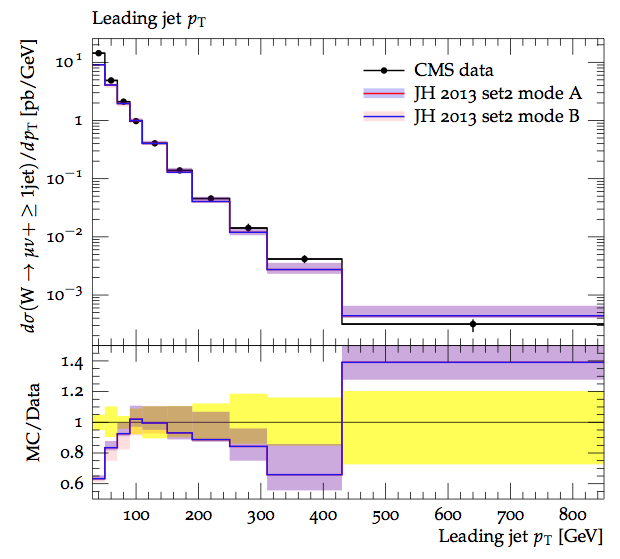 Leading jet pT
dσ(W → μν+ ≥ 1jet)/dpT [pb/GeV]
10¹
1
10⁻¹
10⁻²
10⁻³
CMS data
JH 2013 set2 mode A
JH 2013 set2 mode B
MC/Data
1.4
1.2
1
0.8
0.6
100 200 300 400 500 600 700 800
Leading jet pT [GeV]